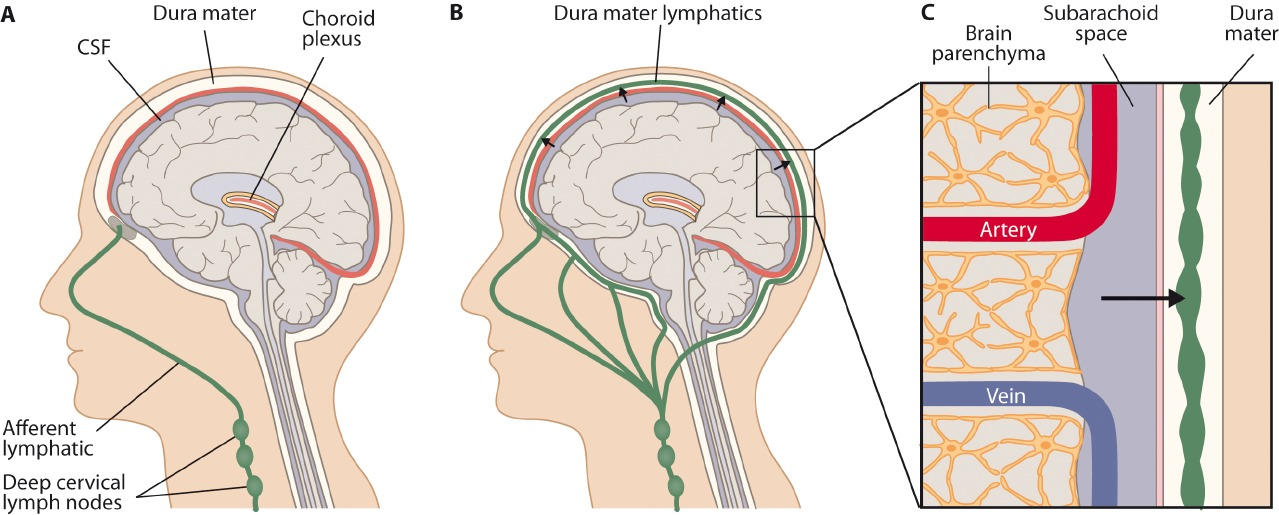 A
Dura mater
Choroid
plexus
CSF
Afferent
lymphatic
Deep cervical
lymph nodes
B
Dura mater lymphatics
C
Subarachoid
space
Dura
mater
Brain
parenchyma
Artery
Vein